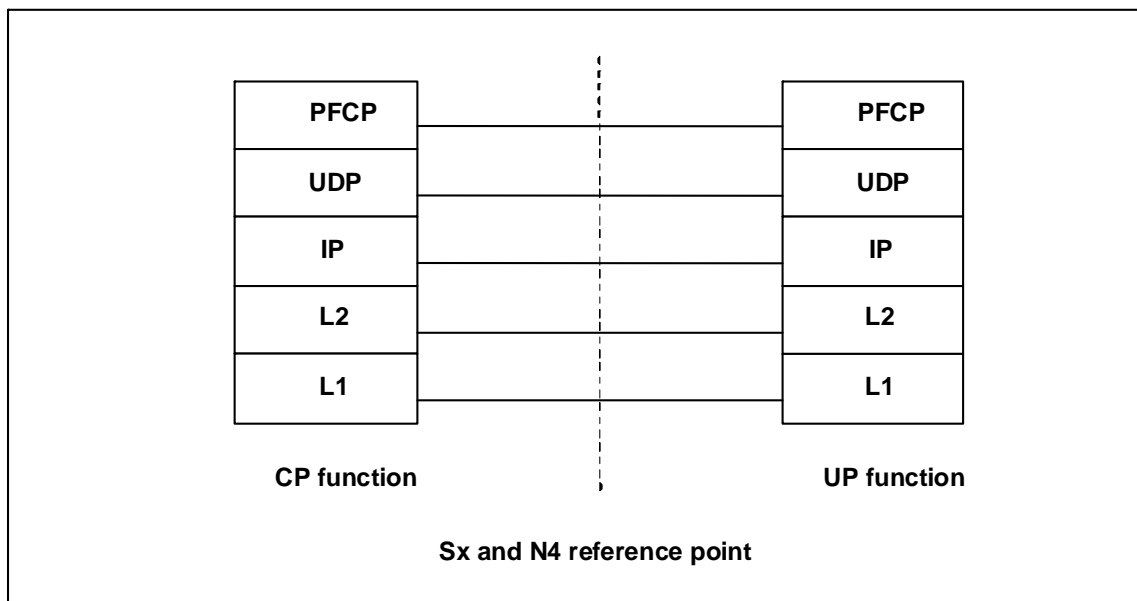 PFCP
PFCP
UDP
UDP
IP
IP
L2
L2
L1
L1
CP function
UP function
Sx and N4 reference point